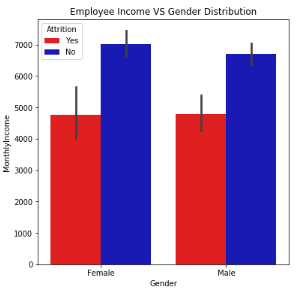 Employee Income VS Gender Distribution
Attrition
Yes
No
7000
6000
5000
4000
3000
2000
1000
0
MonthlyIncome
Female
Male
Gender